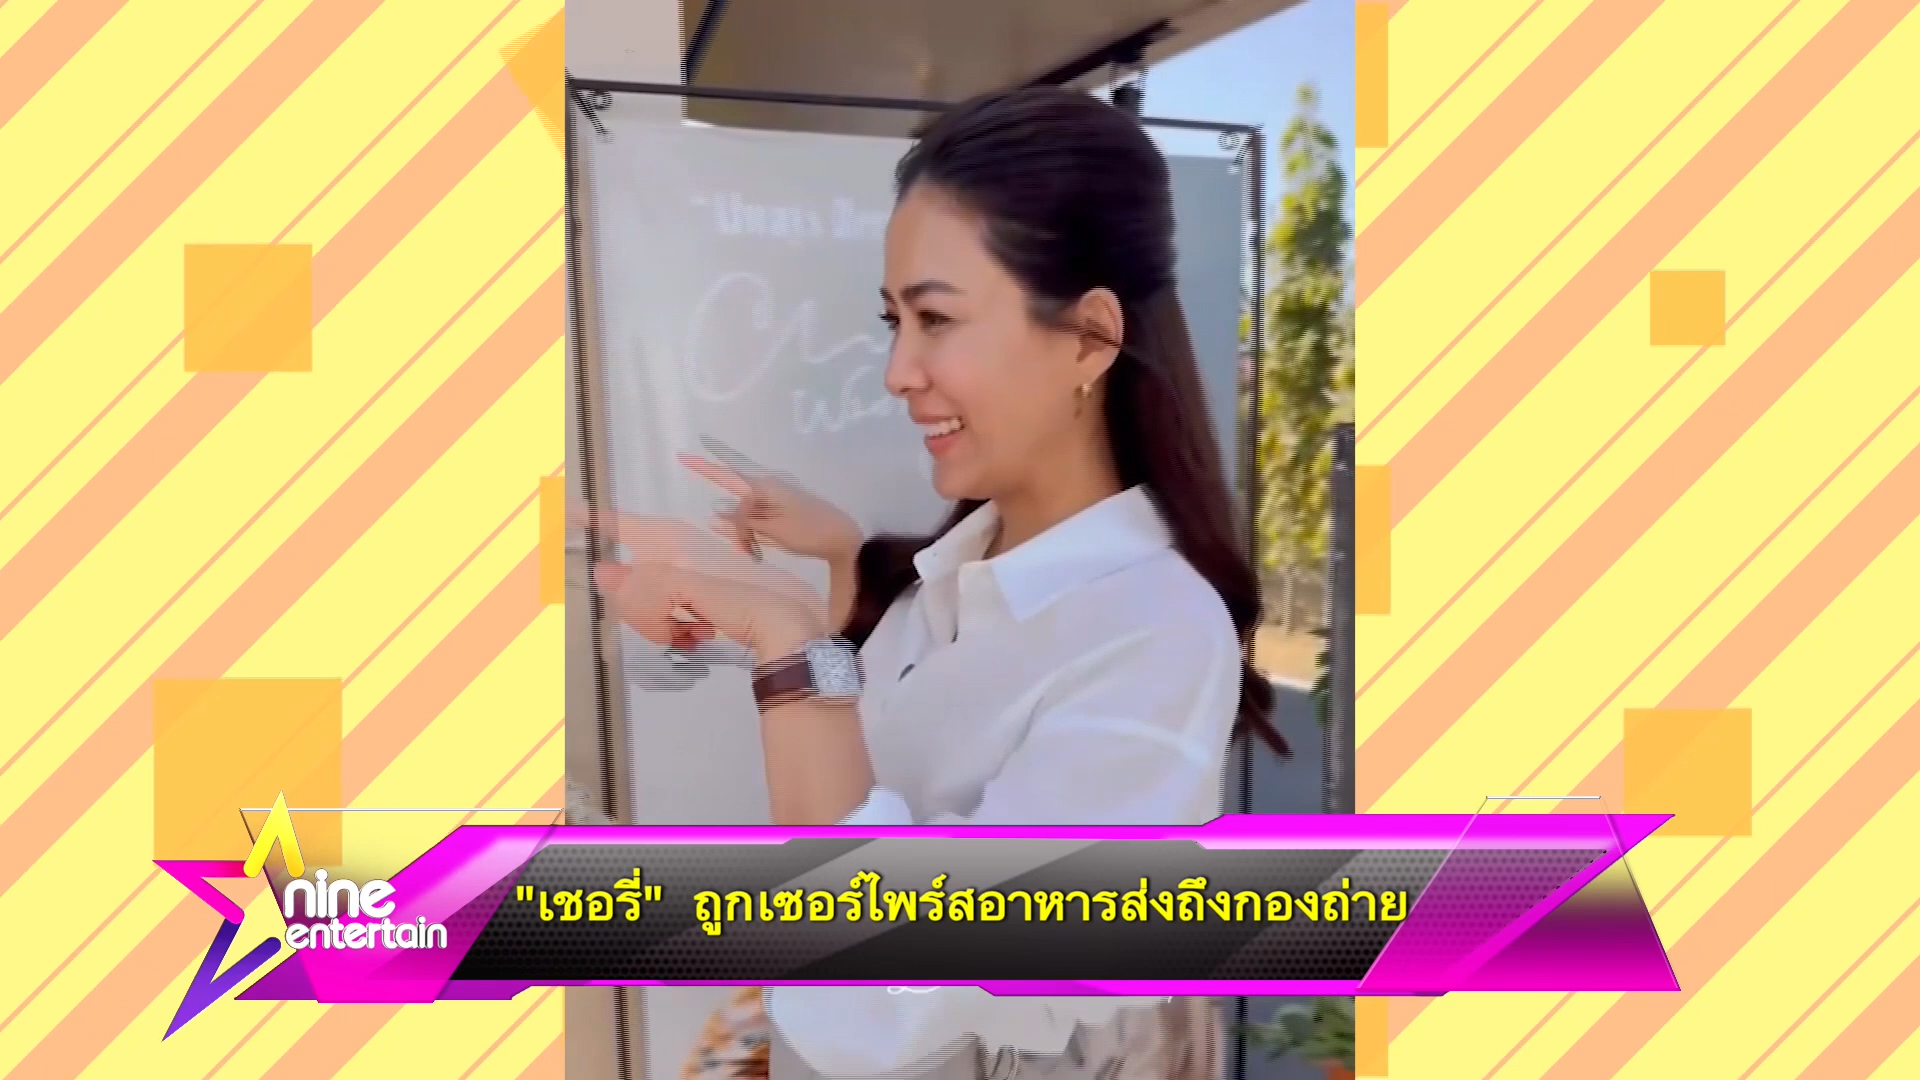 nine
entertain
"เชอรี่" ถูกเซอร์ไพร์สอาหารส่งถึงกองถ่าย